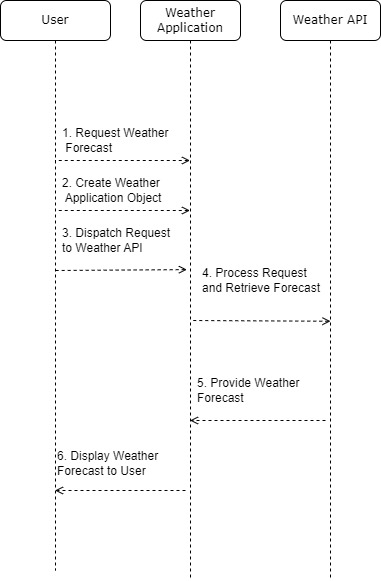 User
Weather
Application
Weather API
1. Request Weather
Forecast
2. Create Weather
Application Object
3. Dispatch Request
to Weather API
4. Process Request
and Retrieve Forecast
5. Provide Weather
Forecast
6. Display Weather
Forecast to User